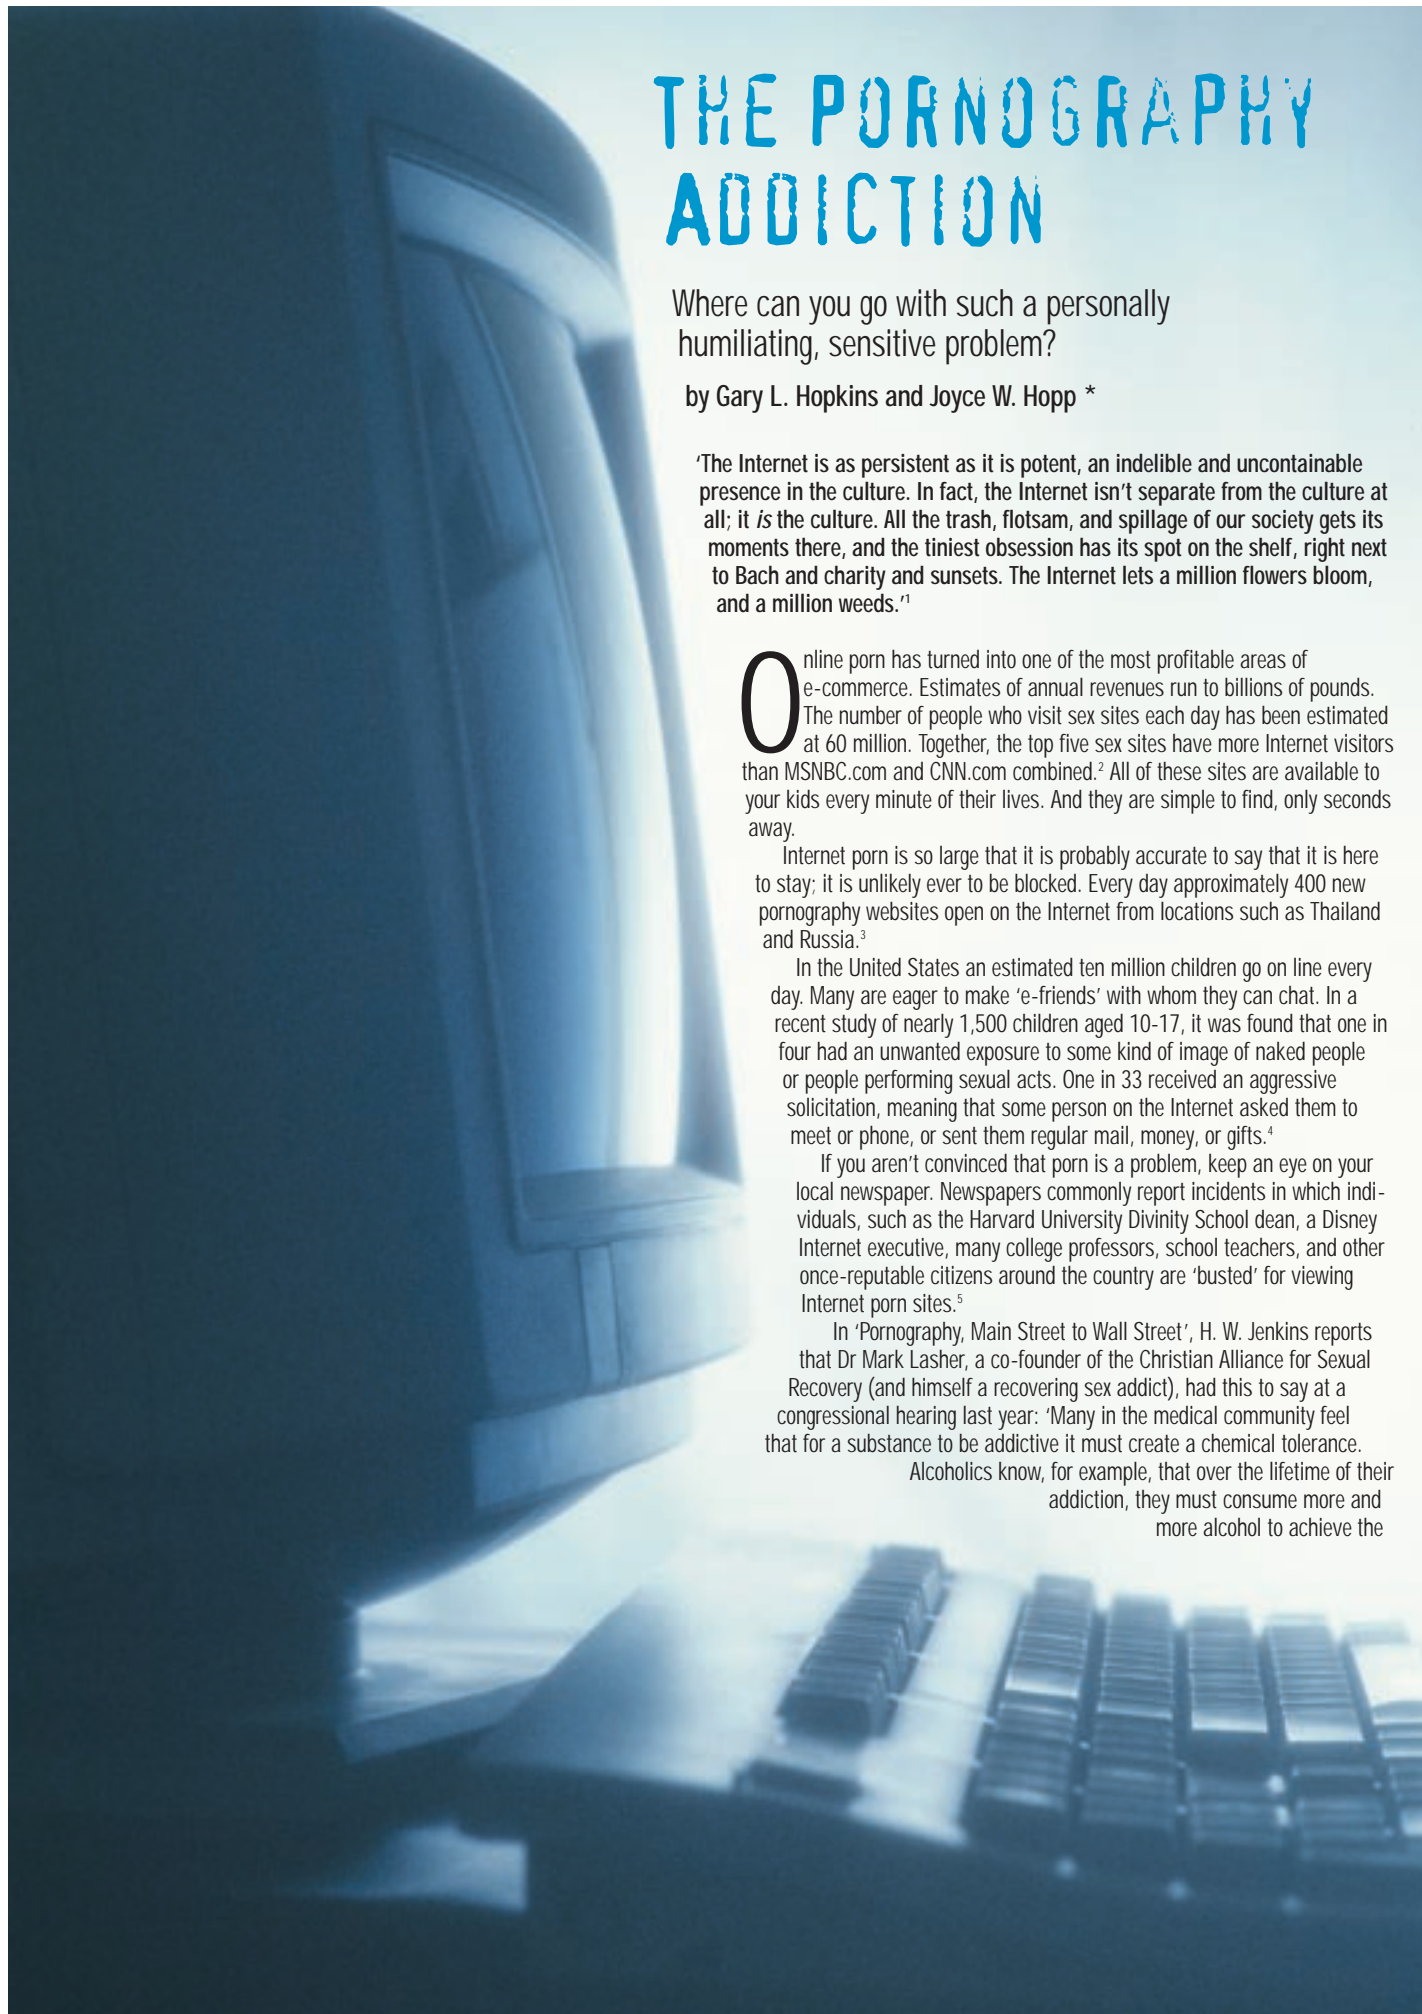 THE PORNOGRAPHY
ADDICTION
Where can you go with such a personally
humiliating, sensitive problem?
by Gary L. Hopkins and Joyce W. Hopp *
‘The Internet is as persistent as it is potent, an indelible and uncontainable
presence in the culture. In fact, the Internet isn’t separate from the culture at
all; it is the culture. All the trash, flotsam, and spillage of our society gets its
moments there, and the tiniest obsession has its spot on the shelf, right next
to Bach and charity and sunsets. The Internet lets a million flowers bloom,
and a million weeds.’1
Online porn has turned into one of the most profitable areas of
e-commerce. Estimates of annual revenues run to billions of pounds.
The number of people who visit sex sites each day has been estimated
at 60 million. Together, the top five sex sites have more Internet visitors
than MSNBC.com and CNN.com combined.2 All of these sites are available to
your kids every minute of their lives. And they are simple to find, only seconds
away.
Internet porn is so large that it is probably accurate to say that it is here
to stay; it is unlikely ever to be blocked. Every day approximately 400 new
pornography websites open on the Internet from locations such as Thailand
and Russia.3
In the United States an estimated ten million children go on line every
day. Many are eager to make ‘e-friends’ with whom they can chat. In a
recent study of nearly 1,500 children aged 10-17, it was found that one in
four had an unwanted exposure to some kind of image of naked people
or people performing sexual acts. One in 33 received an aggressive
solicitation, meaning that some person on the Internet asked them to
meet or phone, or sent them regular mail, money, or gifts.4
If you aren’t convinced that porn is a problem, keep an eye on your
local newspaper. Newspapers commonly report incidents in which indi-
viduals, such as the Harvard University Divinity School dean, a Disney
Internet executive, many college professors, school teachers, and other
once-reputable citizens around the country are ‘busted’ for viewing
Internet porn sites.5
In ‘Pornography, Main Street to Wall Street’, H. W. Jenkins reports
that Dr Mark Lasher, a co-founder of the Christian Alliance for Sexual
Recovery (and himself a recovering sex addict), had this to say at a
congressional hearing last year: ‘Many in the medical community feel
that for a substance to be addictive it must create a chemical tolerance.
Alcoholics know, for example, that over the lifetime of their
addiction, they must consume more and
more alcohol to achieve the